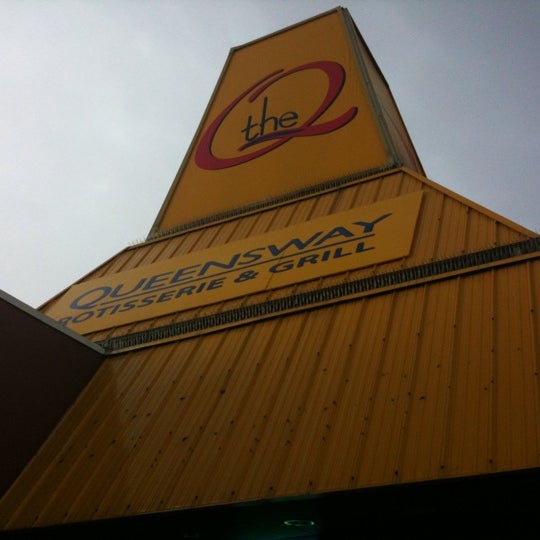 the Q
QUEENSWAY
ROTISSERIE & GRILL